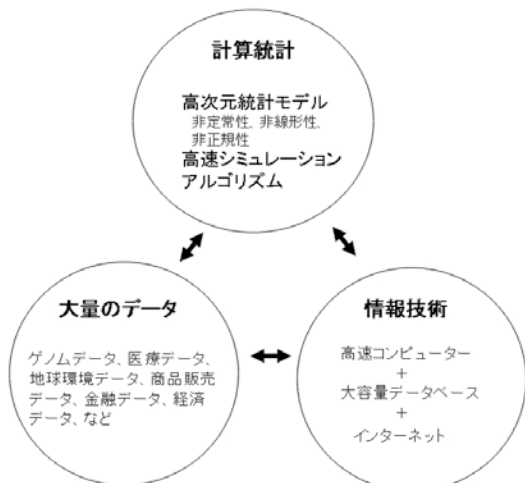 計算統計
高次元統計モデル
非定常性、非線形性、
非正規性
高速シミュレーション
アルゴリズム
大量のデータ
ゲノムデータ、医療データ、
地球環境データ、商品販売
データ、金融データ、経済
データ、など
情報技術
高速コンピューター
+
大容量データベース
+
インターネット